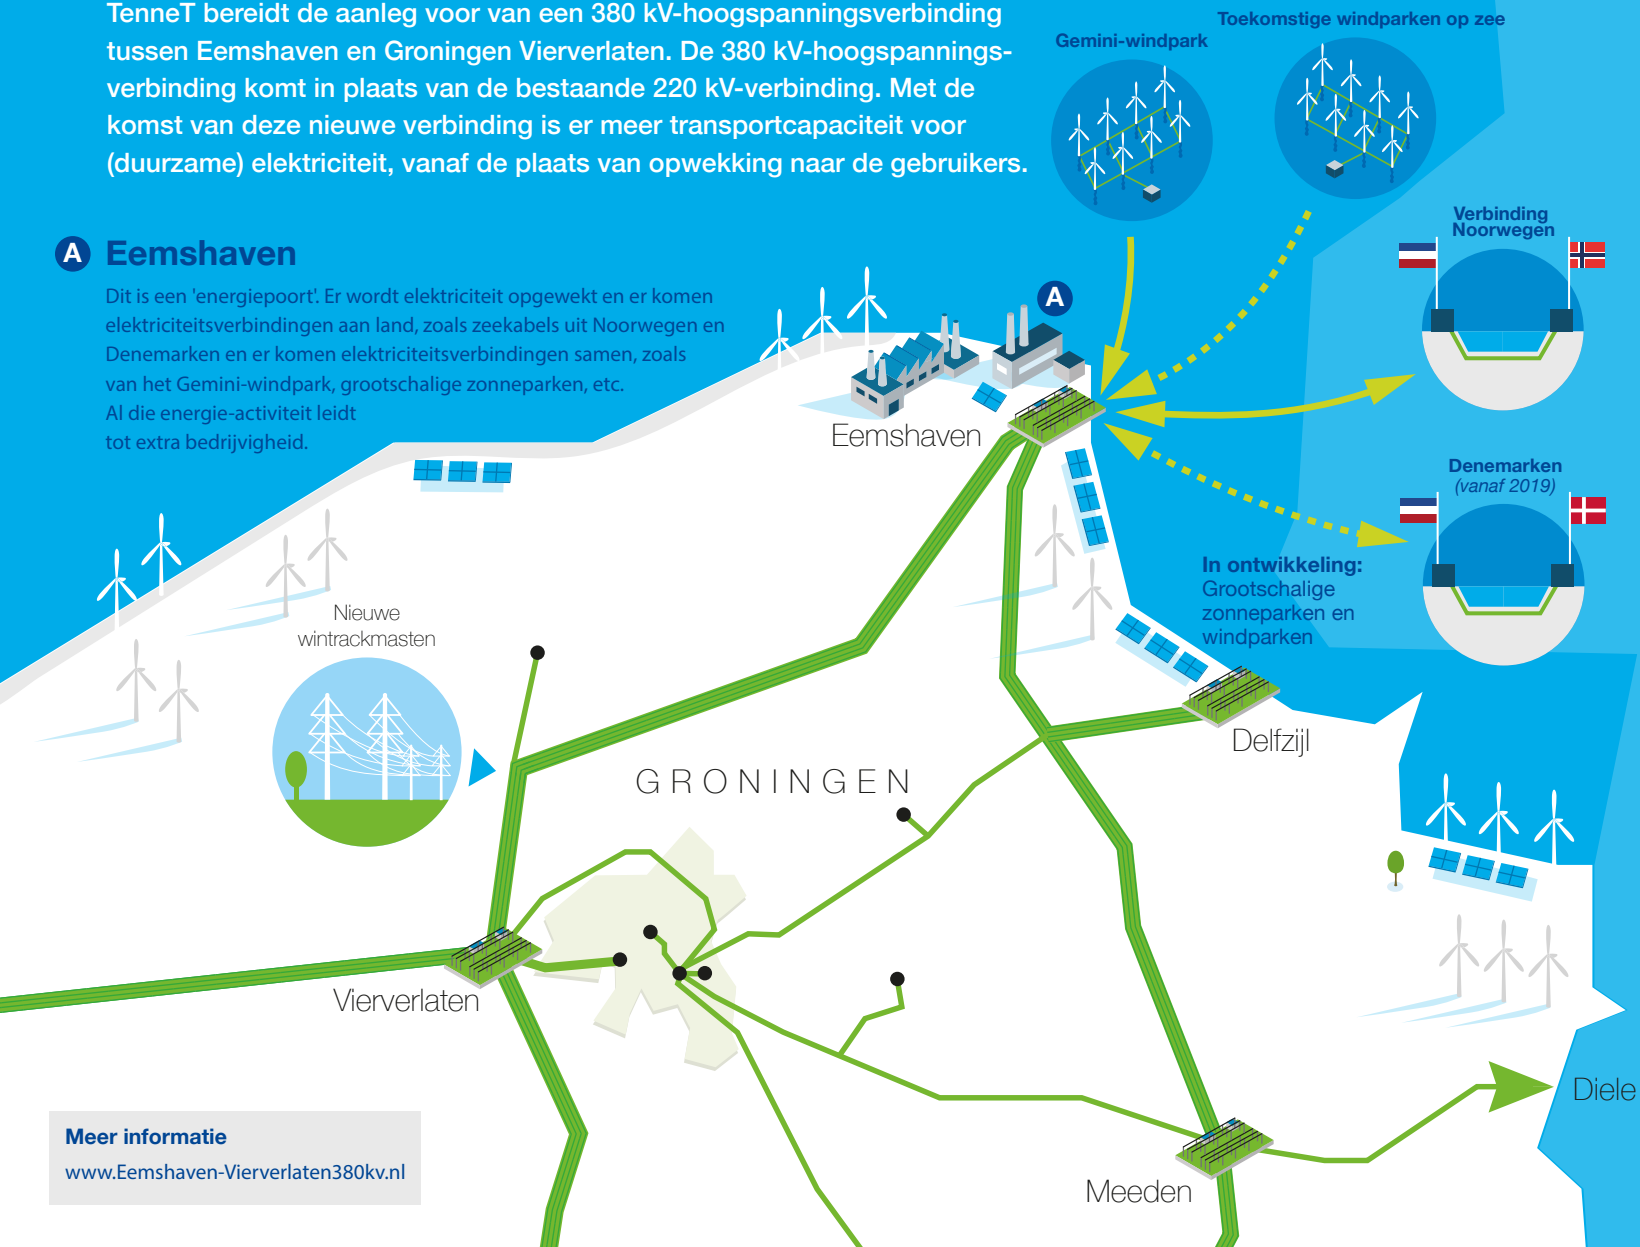 TenneT bereidt de aanleg voor van een 380 kV-hoogspanningsverbinding
tussen Eemshaven en Groningen Vierverlaten. De 380 kV-hoogspannings-
verbinding komt in plaats van de bestaande 220 kV-verbinding. Met de
komst van deze nieuwe verbinding is er meer transportcapaciteit voor
(duurzame) elektriciteit, vanaf de plaats van opwekking naar de gebruikers.
Toekomstige windparken op zee
Gemini-windpark
Verbinding
Noorwegen
A Eemshaven
Dit is een 'energiepoort'. Er wordt elektriciteit opgewekt en er komen
elektriciteitsverbindingen aan land, zoals zeekabels uit Noorwegen en
Denemarken en er komen elektriciteitsverbindingen samen, zoals
van het Gemini-windpark, grootschalige zonneparken, etc.
Al die energie-activiteit leidt
tot extra bedrijvigheid.
A
Eemshaven
Denemarken
(vanaf 2019)
In ontwikkeling:
Grootschalige
zonneparken en
windparken
Nieuwe
wintrackmasten
Delfzijl
GRONINGEN
Vierverlaten
Diele
Meeden
Meer informatie
www.Eemshaven-Vierverlaten380kv.nl